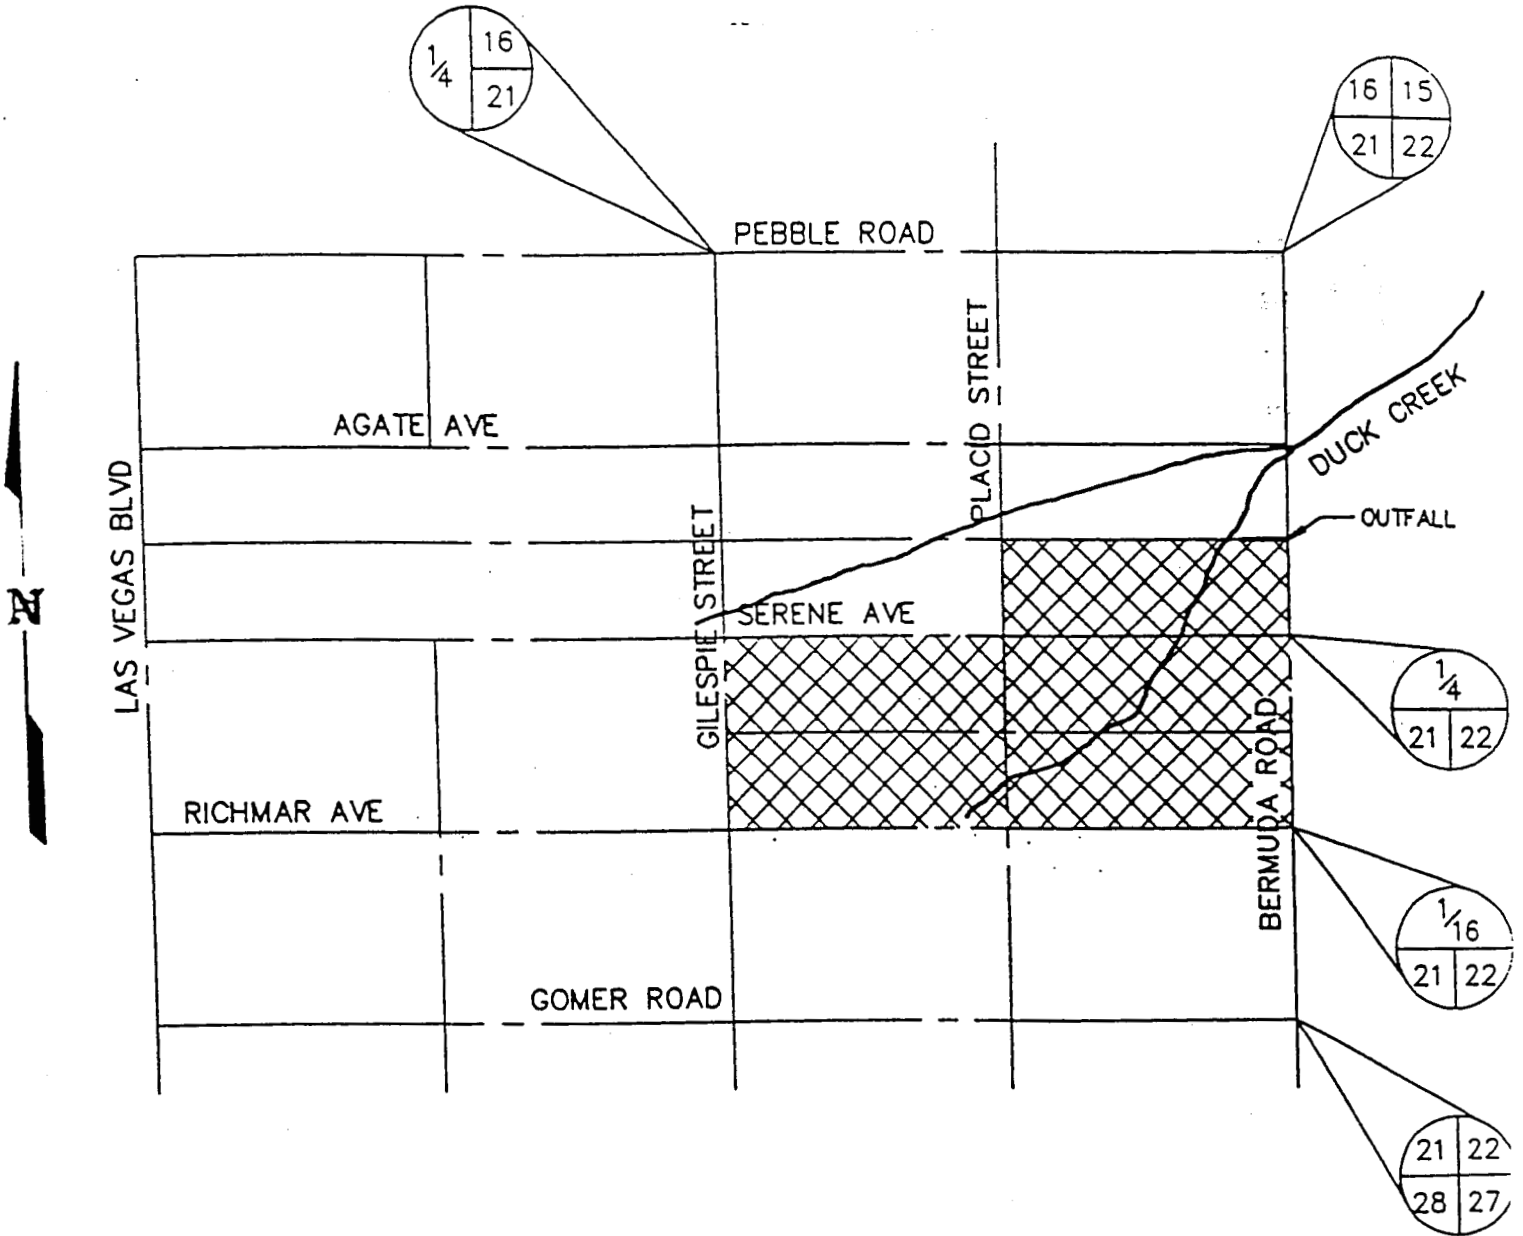 1/4 16
21
16 15
21 22
PEBBLE ROAD
PLACID STREET
AGATE AVE
DUCK CREEK
LAS VEGAS BLVD
GILESPIE STREET
OUTFALL
N
SERENE AVE
1/4
21 22
BERMUDA ROAD
RICHMAR AVE
1/16
21 22
GOMER ROAD
21 22
28 27